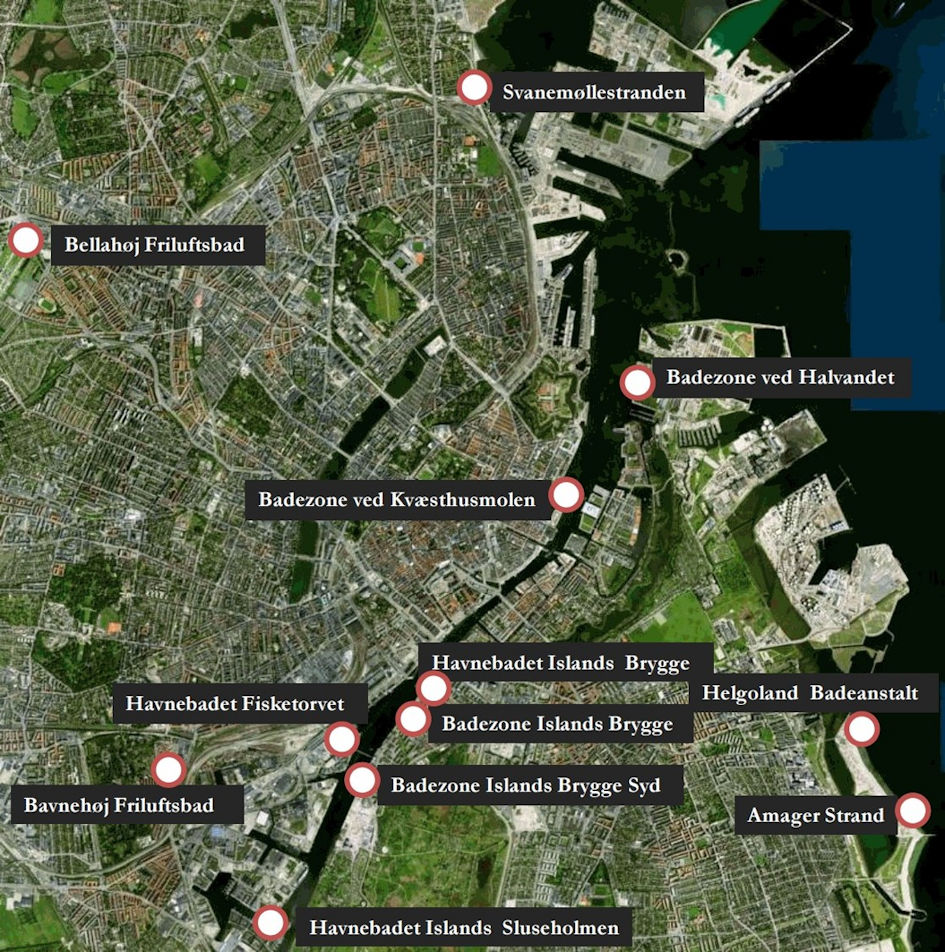 Svanemøllestranden
Bellahøj Friluftsbad
Badezone ved Halvandet
Badezone ved Kvæsthusmolen
Havnebadet Islands Brygge
Helgoland Badeanstalt
Havnebadet Fisketorvet
Badezone Islands Brygge
Badezone Islands Brygge Syd
Bavnehøj Friluftsbad
Amager Strand
Havnebadet Islands Sluseholmen